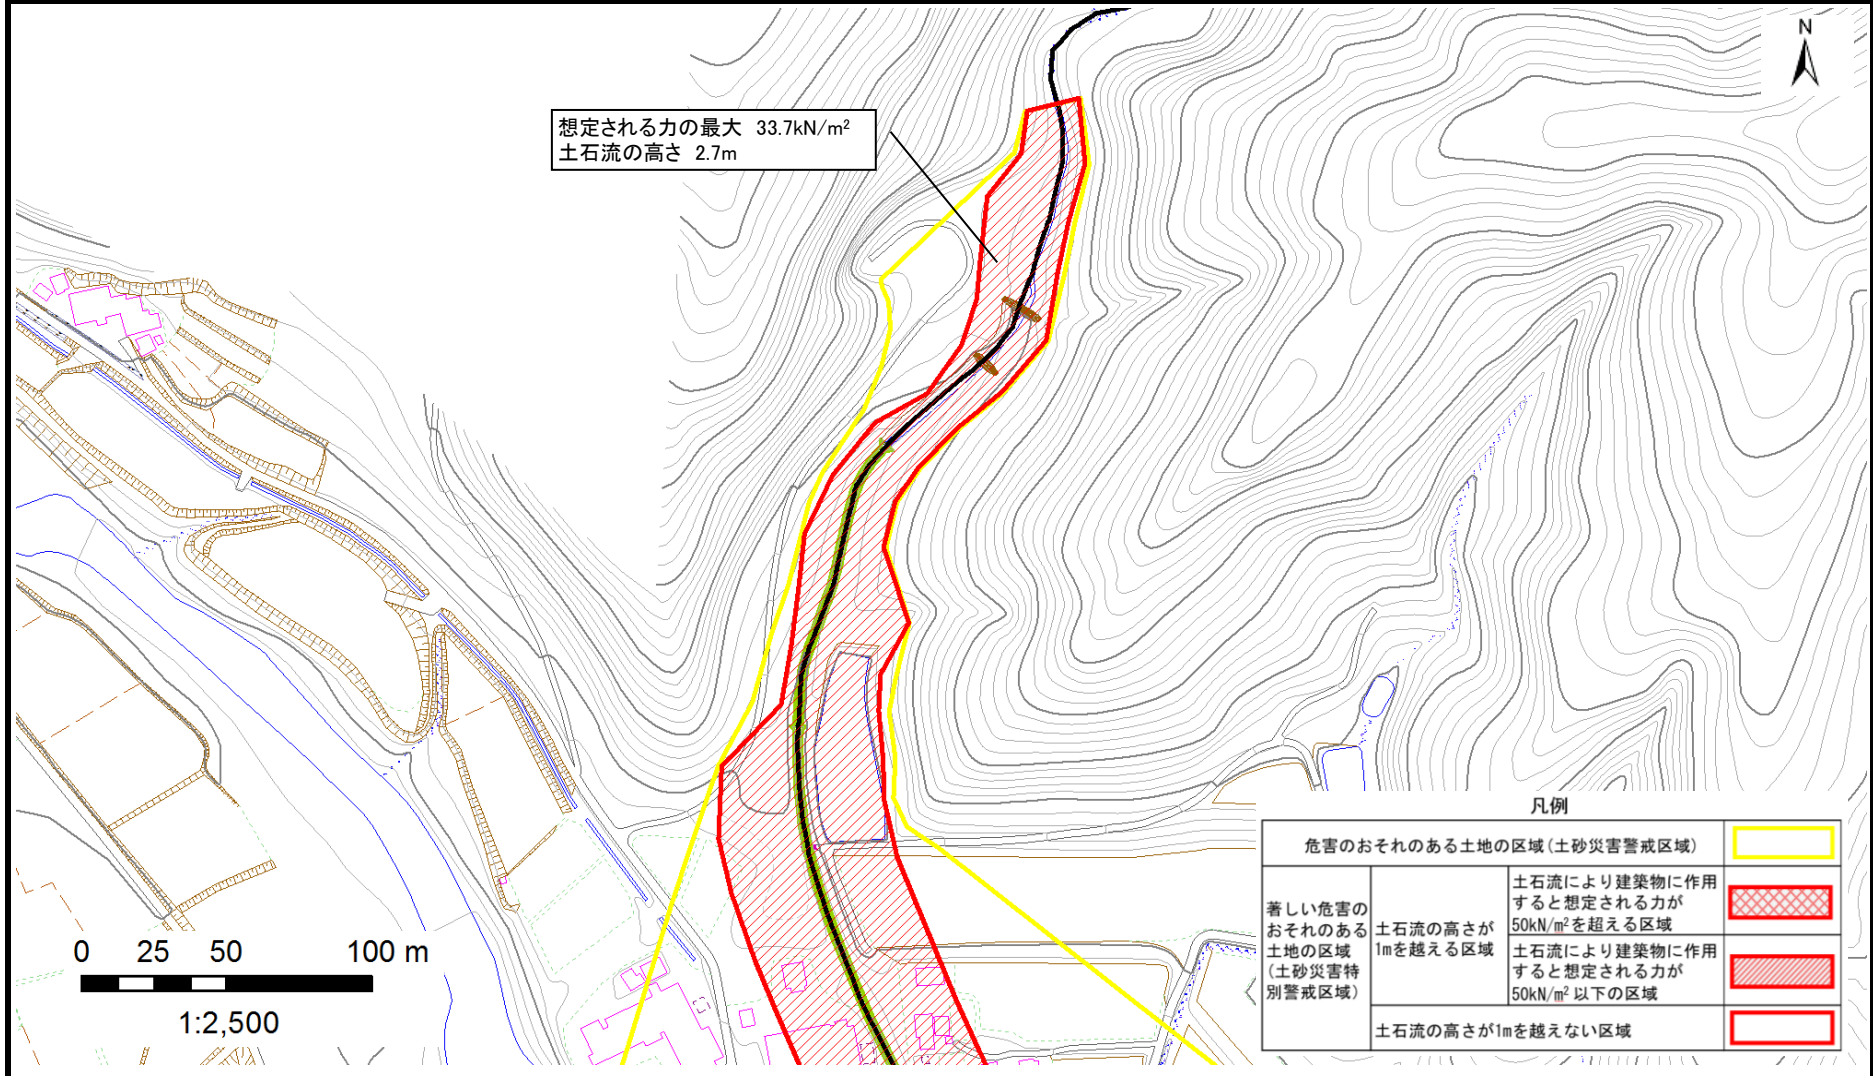 N
想定される力の最大 33.7kN/m²
土石流の高さ 2.7m
凡例
危害のおそれのある土地の区域(土砂災害警戒区域)
著しい危害の
おそれのある
土地の区域
(土砂災害特
別警戒区域)
土石流の高さが
1mを越える区域
土石流により建築物に作用
すると想定される力が
50kN/m²を超える区域
土石流により建築物に作用
すると想定される力が
50kN/m² 以下の区域
土石流の高さが1mを越えない区域
0 25 50 100 m
1:2,500